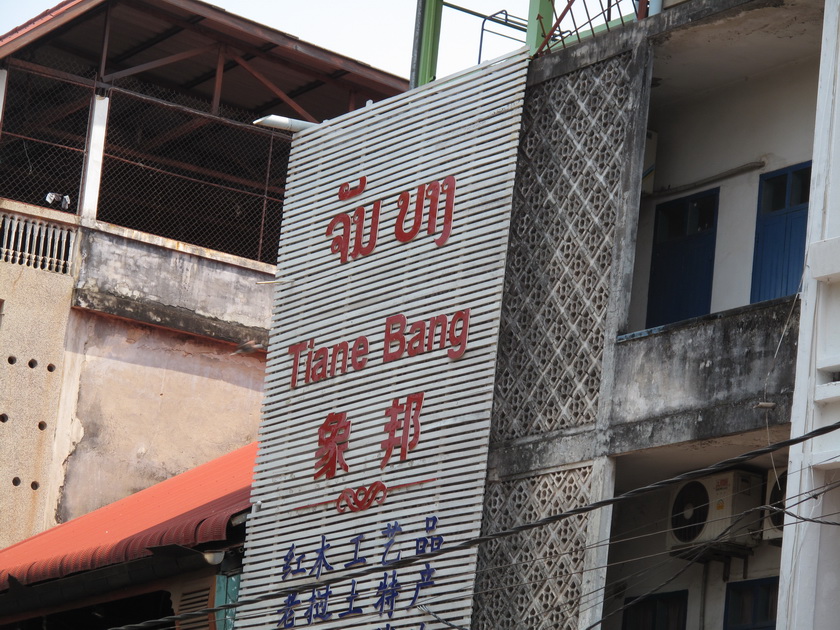 ຈັນ ບາງ
Tiane Bang
象 邦
红木工艺品
老挝土特产